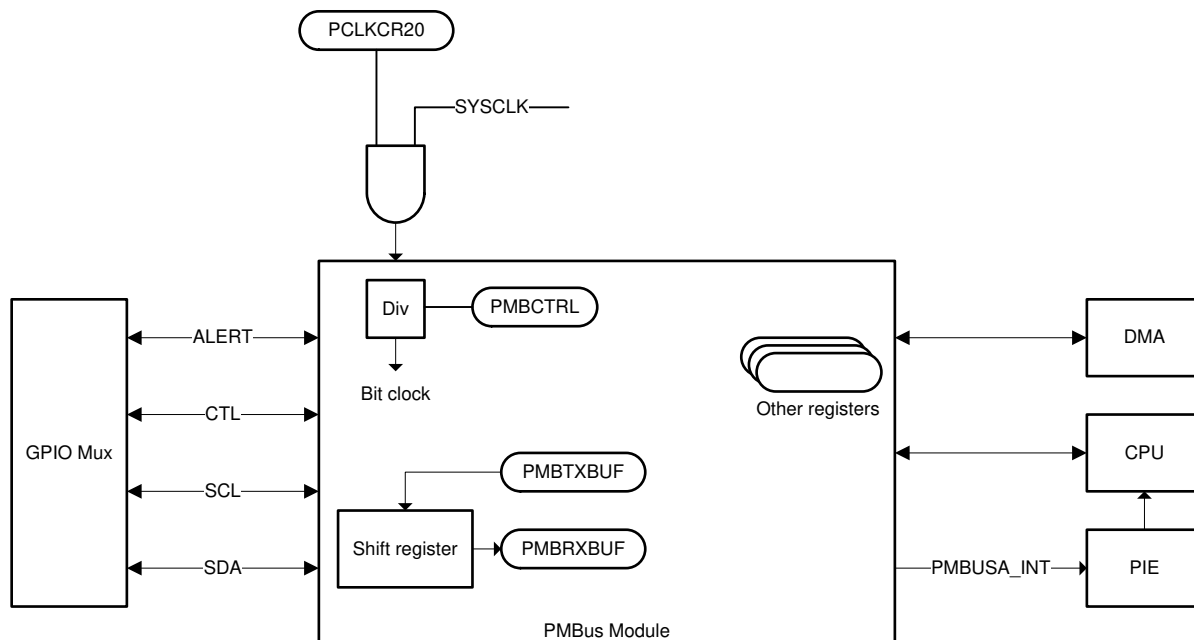 PCLKCR20
SYSCLK
Div
PMBCTRL
ALERT
DMA
Bit clock
Other registers
CTL
GPIO Mux
CPU
PMBTXBUF
SCL
Shift register
PMBRXBUF
SDA
PMBUSA_INT
PIE
PMBus Module